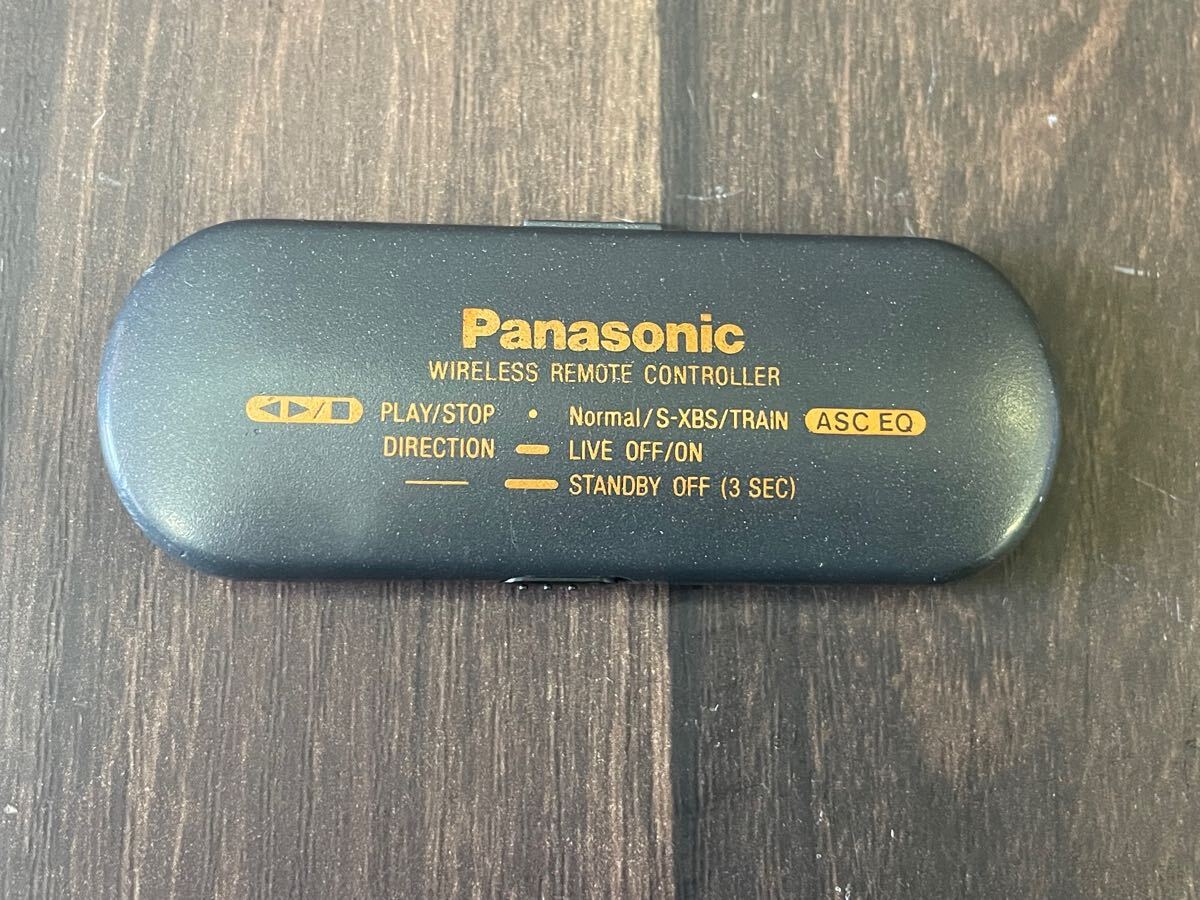 Panasonic
WIRELESS REMOTE CONTROLLER
PLAY/STOP • Normal/S-XBS/TRAIN ASC EQ
DIRECTION LIVE OFF/ON
STANDBY OFF (3 SEC)